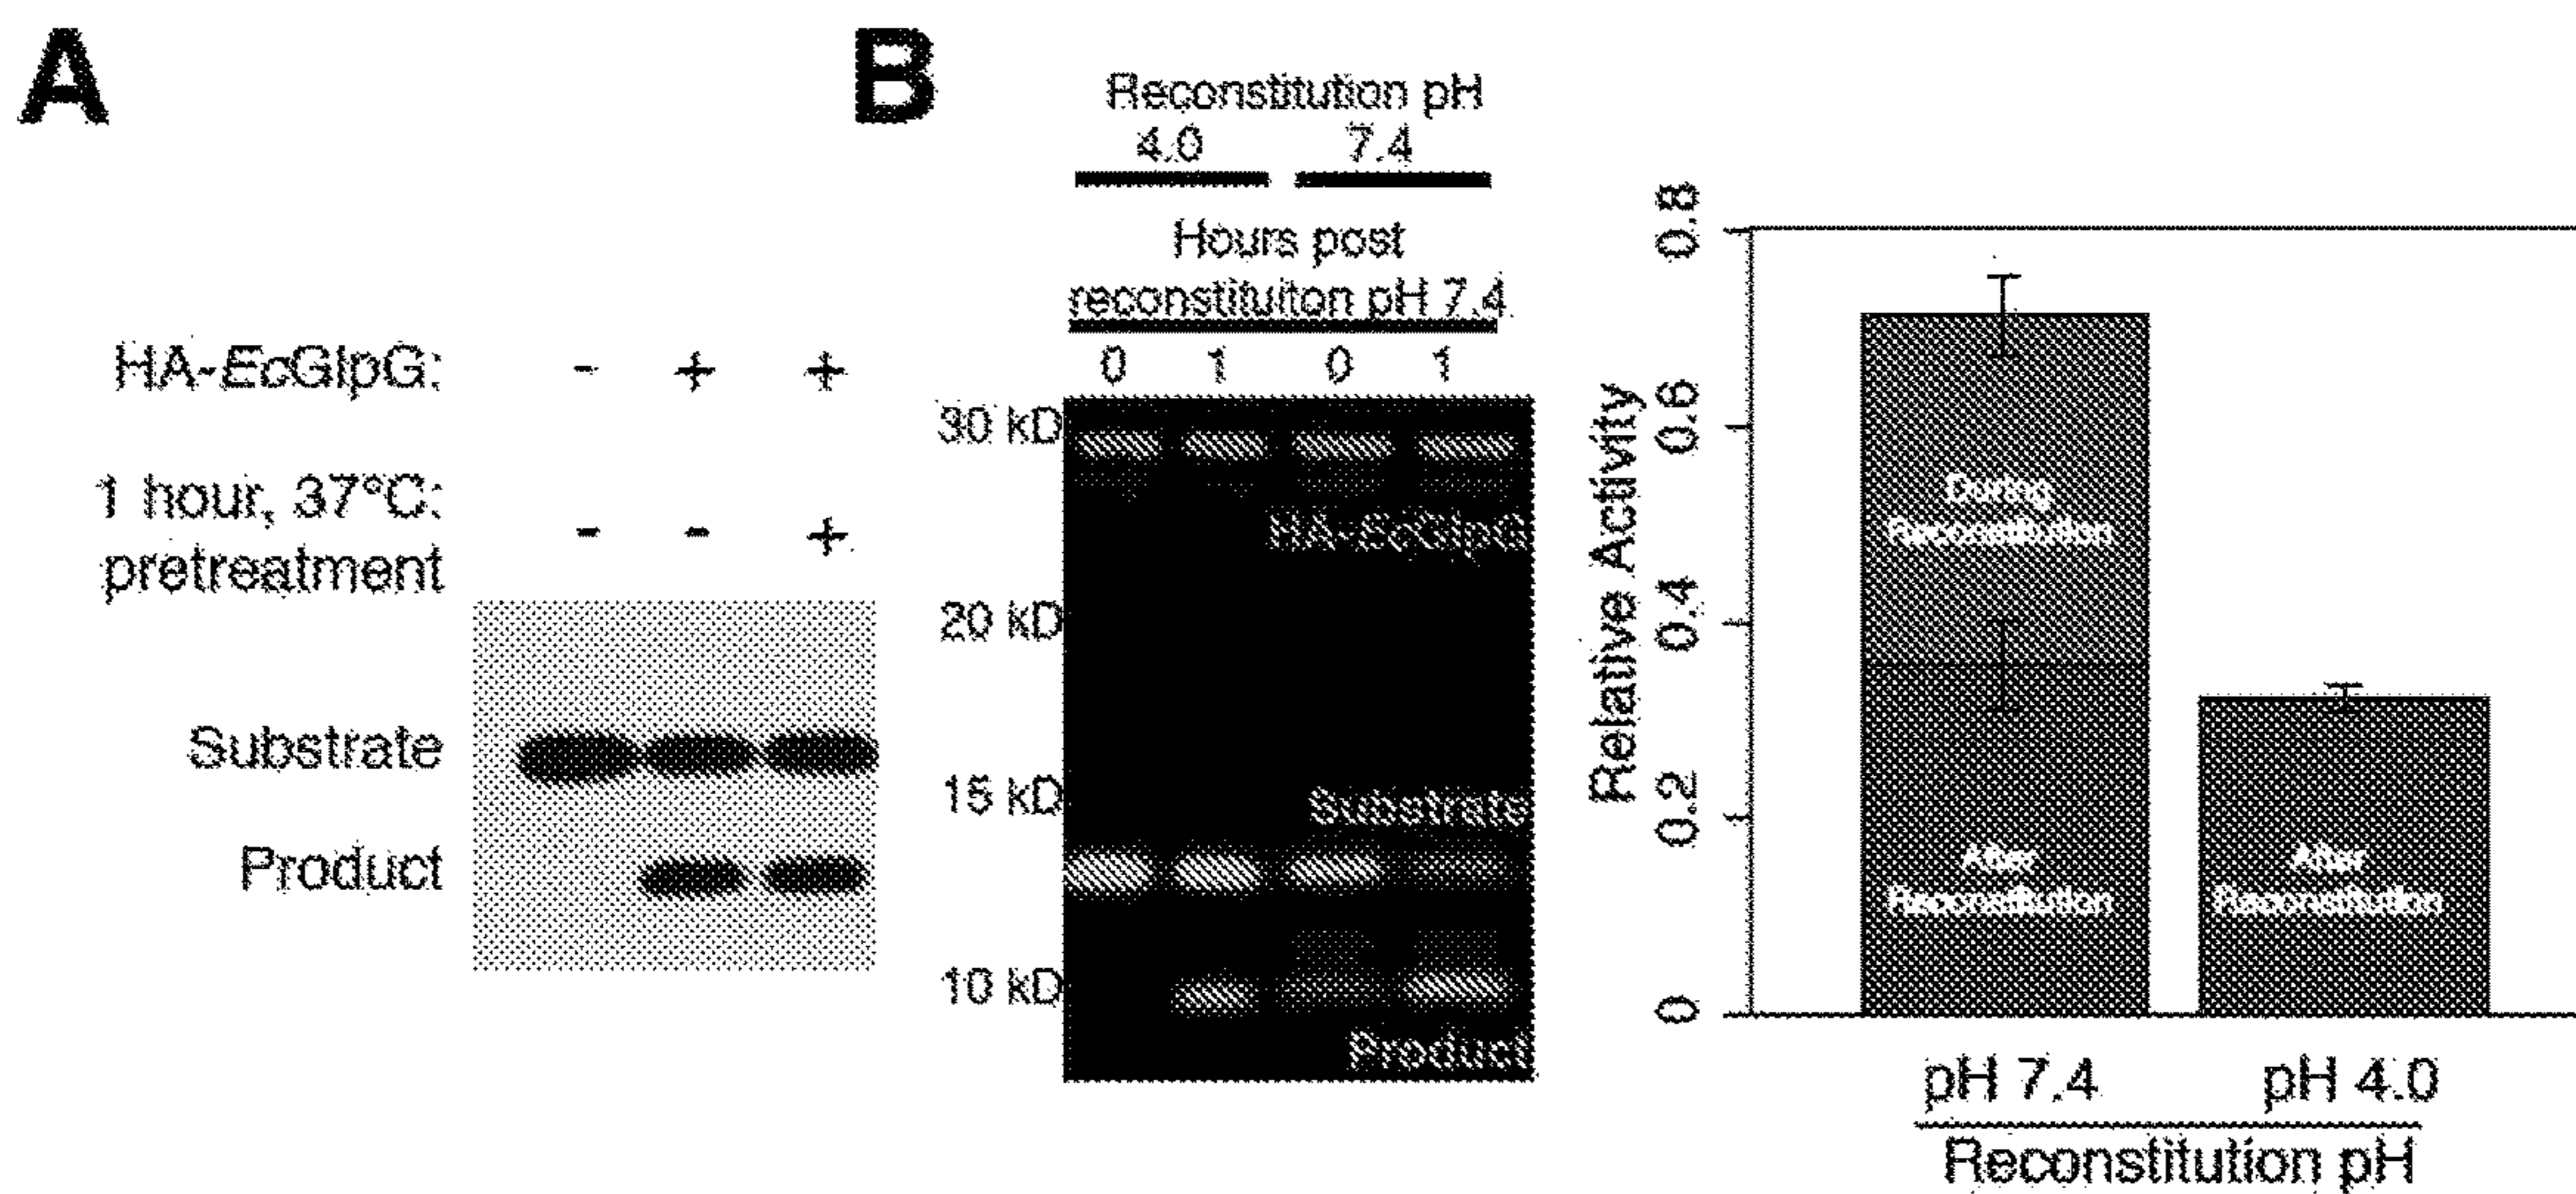 A
HA-EcGlpG: - + +
1 hour, 37°C: 
pretreatment - - +
Substrate
Product
B
Reconstitution pH
4.0 7.4
Hours post
reconstituiton pH 7.4
0 1 0 1
30 kD
HA-EcGlpG
20 kD
15 kD
Substrate
10 kD
Product
Relative Activity
0.8
0.6
0.4
0.2
0
During
Reconstitution
After
Reconstitution
After
Reconstitution
pH 7.4 pH 4.0
Reconstitution pH